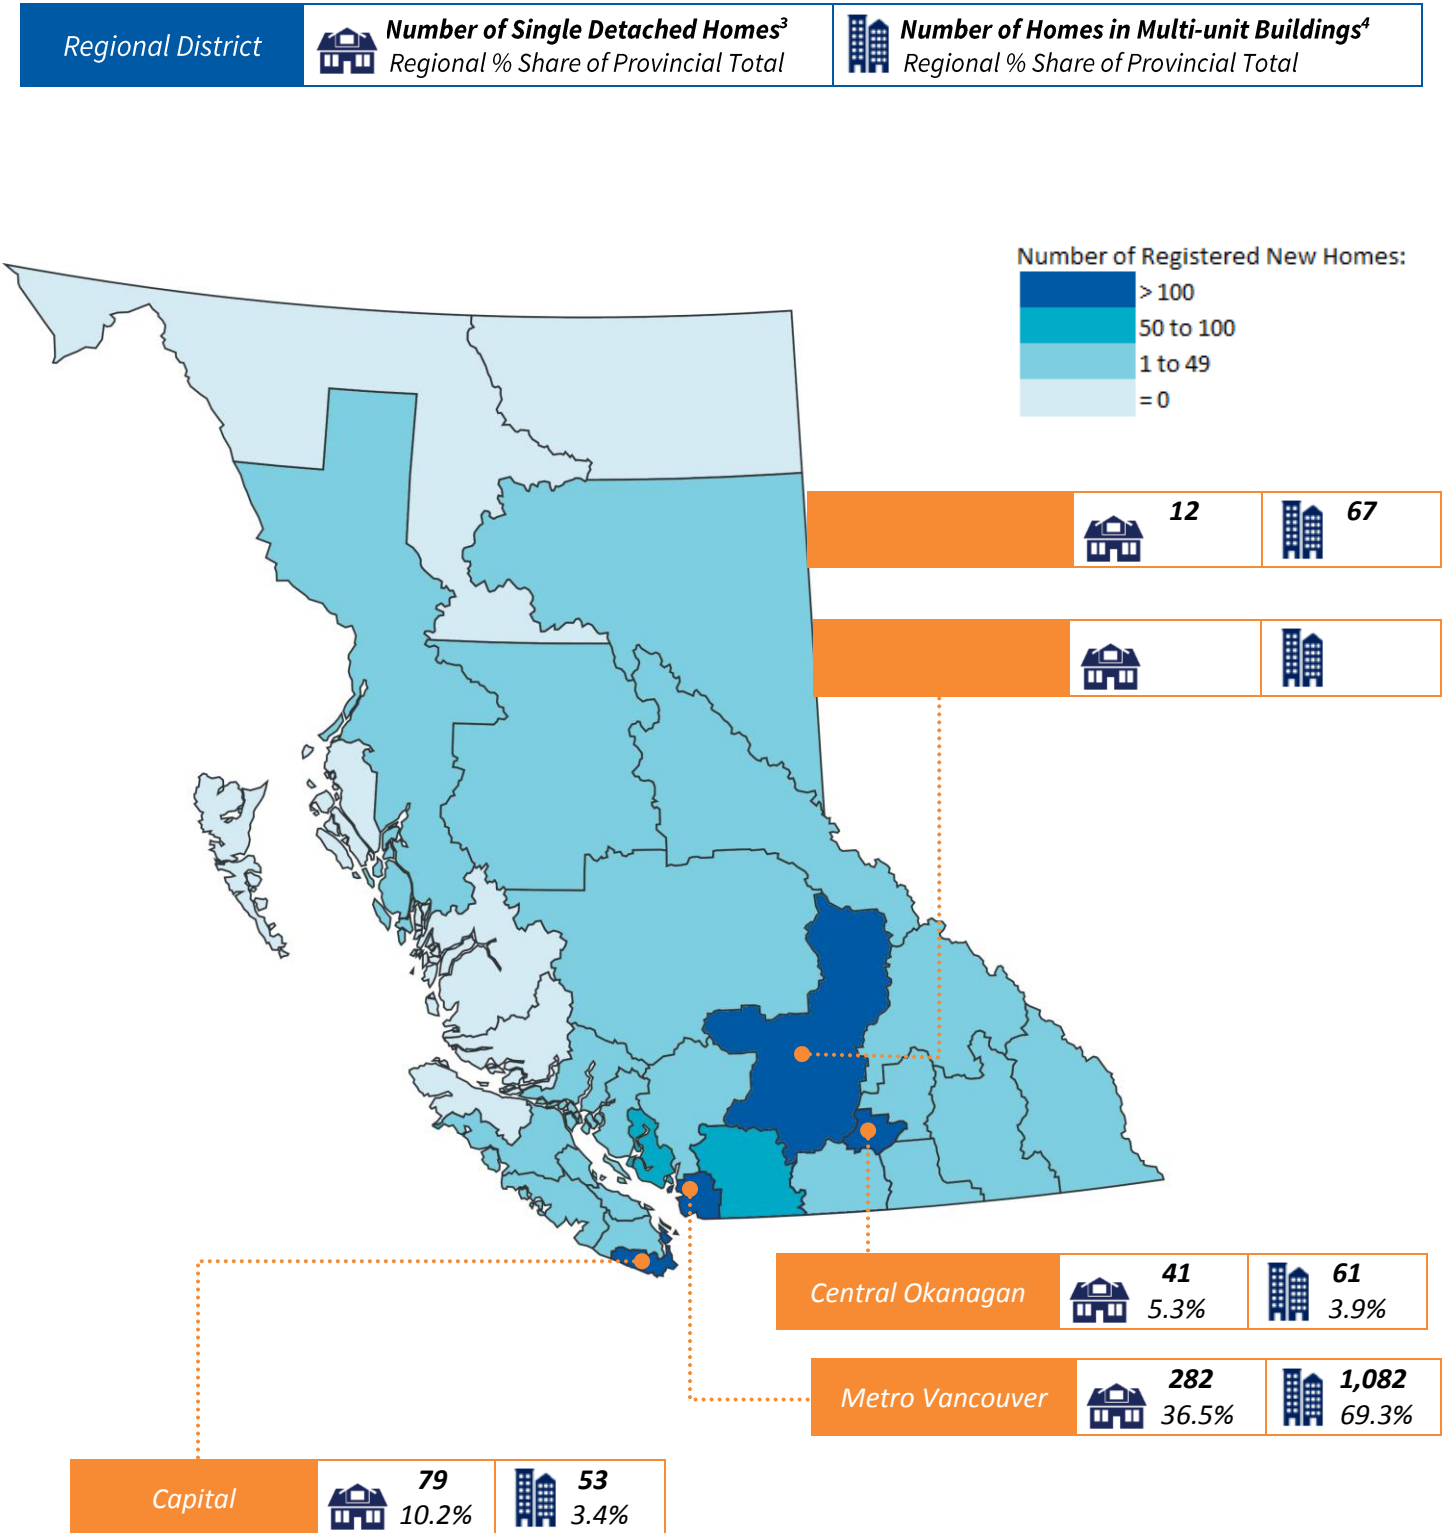 Regional District
Number of Single Detached Homes³
Regional % Share of Provincial Total
Number of Homes in Multi-unit Buildings⁴
Regional % Share of Provincial Total
Number of Registered New Homes:
> 100
50 to 100
1 to 49
= 0
12
67
Central Okanagan
41
5.3%
61
3.9%
Metro Vancouver
282
36.5%
1,082
69.3%
Capital
79
10.2%
53
3.4%